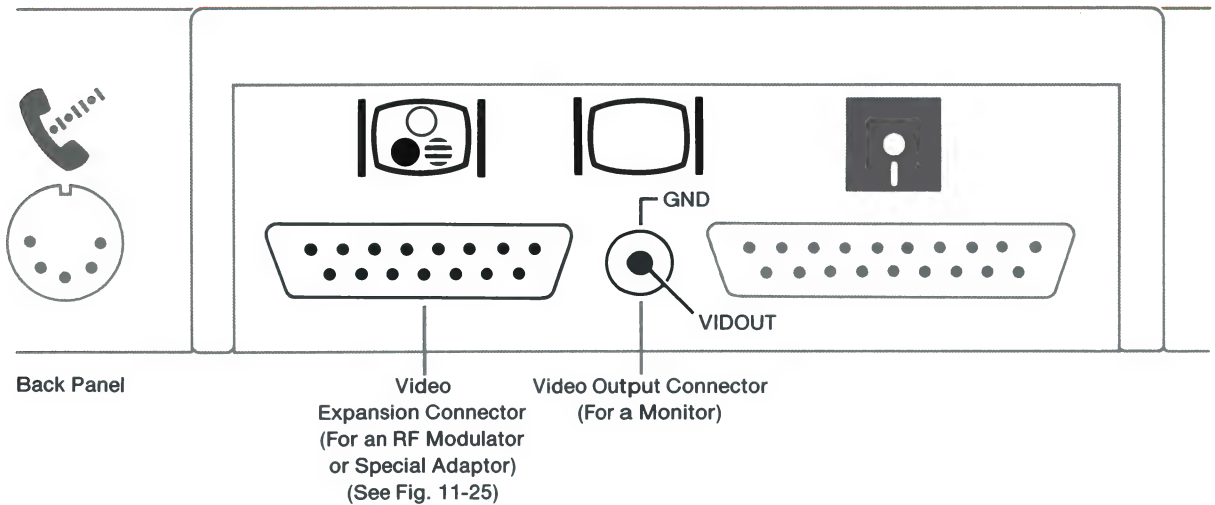 GND
VIDOUT
Back Panel
Video
Expansion Connector
(For an RF Modulator
or Special Adaptor)
(See Fig. 11-25)
Video Output Connector
(For a Monitor)